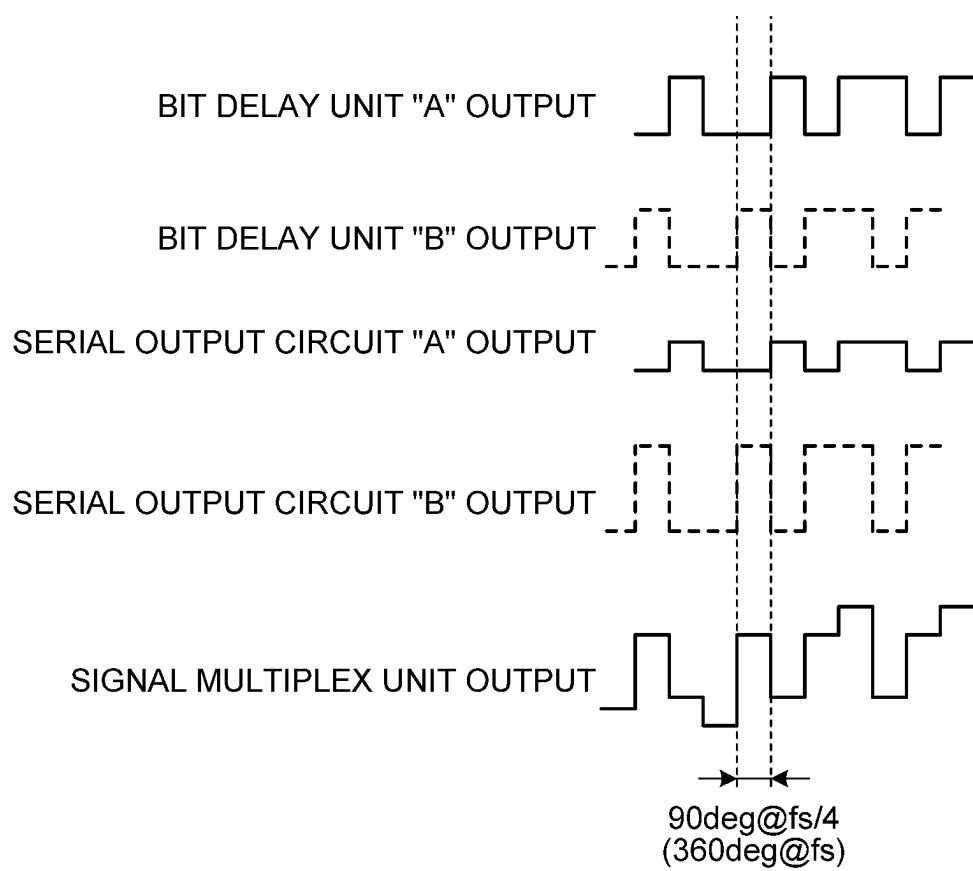 BIT DELAY UNIT "A" OUTPUT
BIT DELAY UNIT "B" OUTPUT
SERIAL OUTPUT CIRCUIT "A" OUTPUT
SERIAL OUTPUT CIRCUIT "B" OUTPUT
SIGNAL MULTIPLEX UNIT OUTPUT
90deg@fs/4
(360deg@fs)